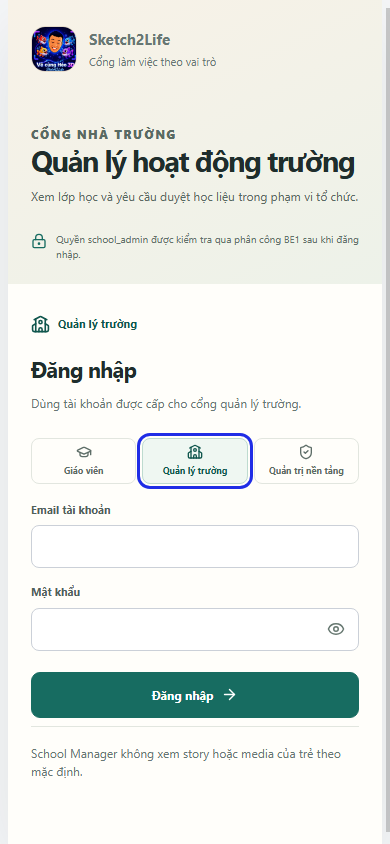 Vẽ cùng Hèo 3D
Sketch2Life
Cổng làm việc theo vai trò
CỔNG NHÀ TRƯỜNG
Quản lý hoạt động trường
Xem lớp học và yêu cầu duyệt học liệu trong phạm vi tổ chức.
Quyền school_admin được kiểm tra qua phân công BE1 sau khi đăng
nhập.
Quản lý trường
Đăng nhập
Dùng tài khoản được cấp cho cổng quản lý trường.
Giáo viên
Quản lý trường
Quản trị nền tảng
Email tài khoản
Mật khẩu
Đăng nhập
School Manager không xem story hoặc media của trẻ theo
mặc định.